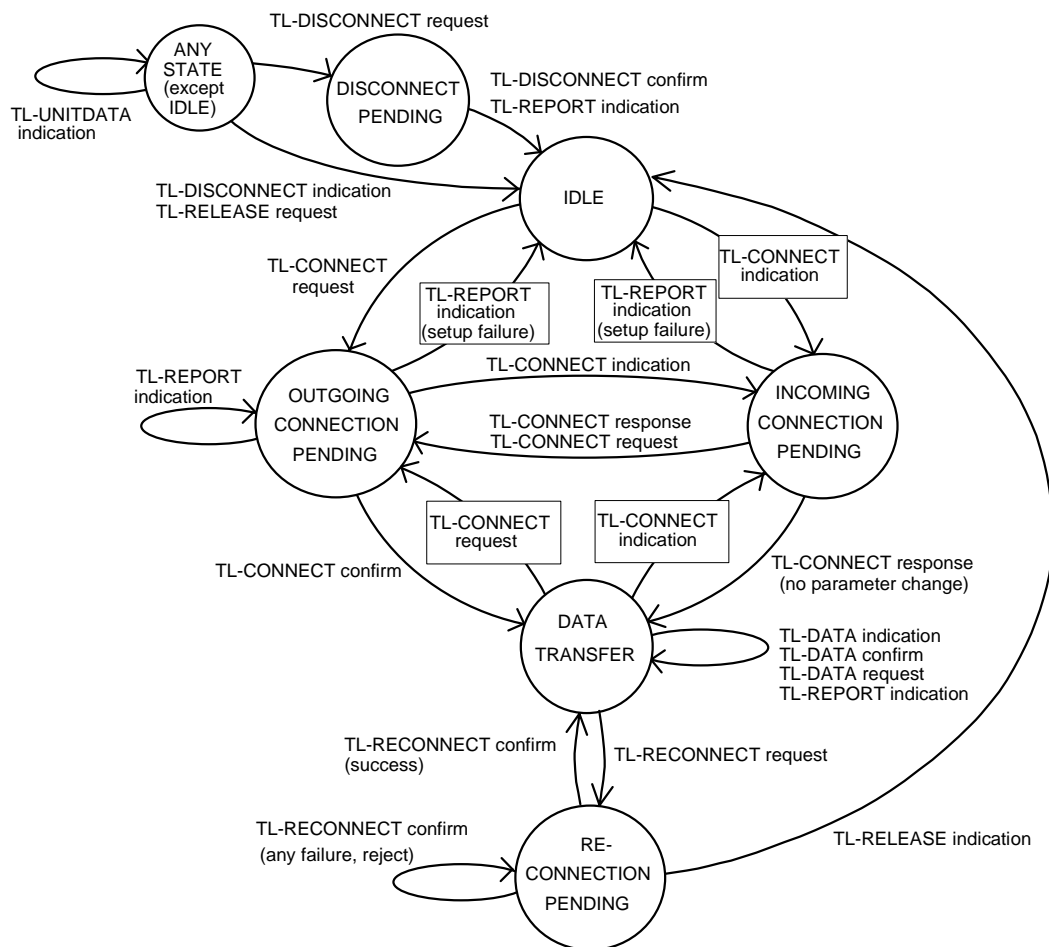 TL-DISCONNECT request
ANY
STATE
(except
IDLE)
TL-UNITDATA
indication
DISCONNECT
PENDING
TL-DISCONNECT confirm
TL-REPORT indication
TL-DISCONNECT indication
TL-RELEASE request
IDLE
TL-CONNECT
request
TL-REPORT
indication
(setup failure)
TL-REPORT
indication
(setup failure)
TL-CONNECT
indication
TL-REPORT
indication
OUTGOING
CONNECTION
PENDING
TL-CONNECT indication
TL-CONNECT response
TL-CONNECT request
INCOMING
CONNECTION
PENDING
TL-CONNECT
request
TL-CONNECT
indication
TL-CONNECT confirm
TL-CONNECT response
(no parameter change)
DATA
TRANSFER
TL-DATA indication
TL-DATA confirm
TL-DATA request
TL-REPORT indication
TL-RECONNECT confirm
(success)
TL-RECONNECT request
TL-RECONNECT confirm
(any failure, reject)
RE-
CONNECTION
PENDING
TL-RELEASE indication